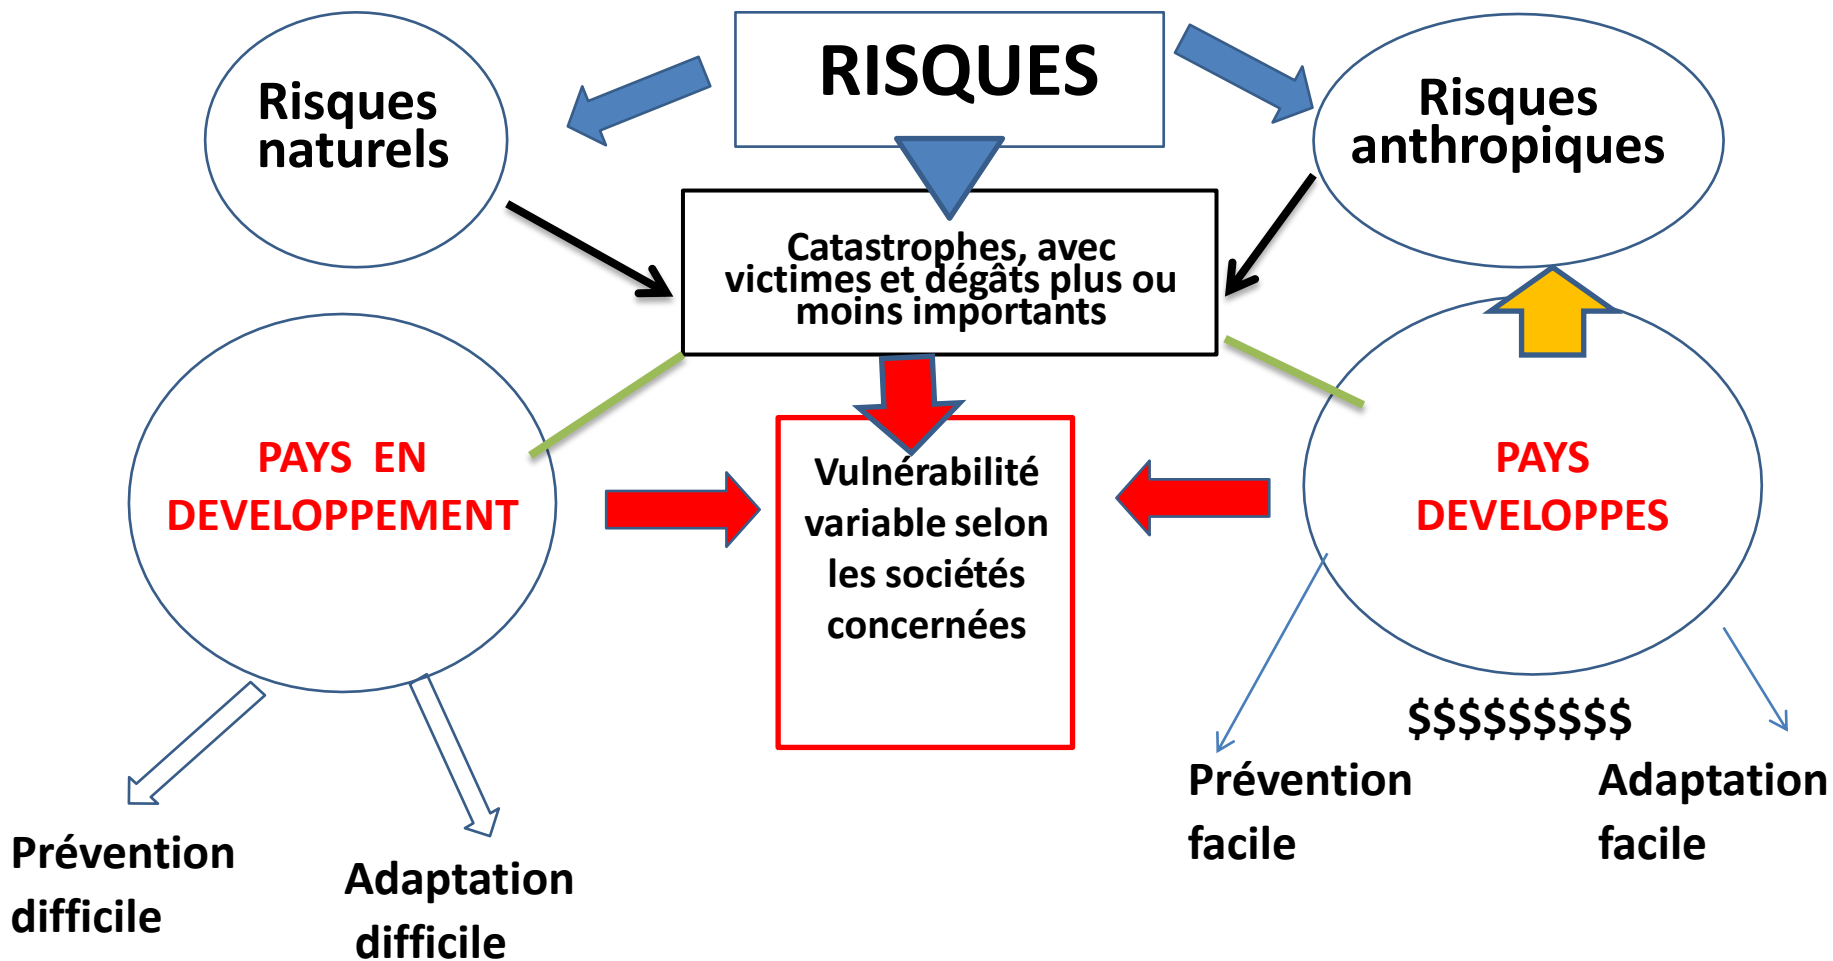 RISQUES
Risques
naturels
Risques
anthropiques
Catastrophes, avec
victimes et dégâts plus ou
moins importants
PAYS  EN
DEVELOPPEMENT
Vulnérabilité
variable selon
les sociétés
concernées
PAYS
DEVELOPPES
$$$$$$$$$
Prévention
facile
Adaptation
facile
Prévention
difficile
Adaptation
difficile